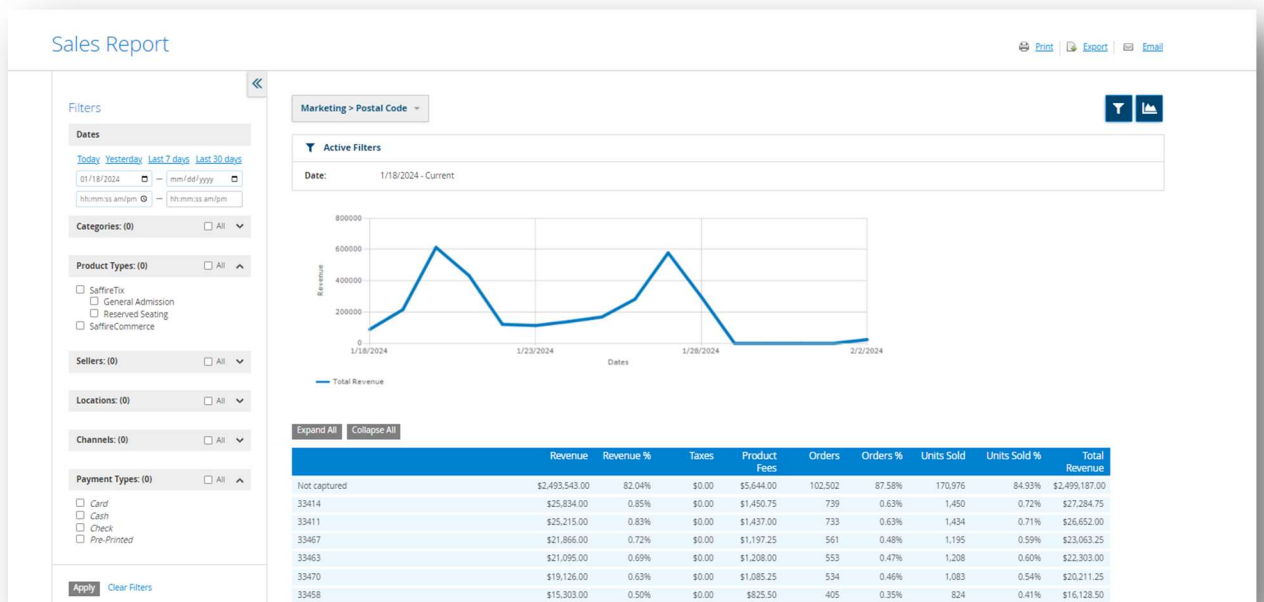 Sales Report
Print Export Email
Filters
Dates
Today Yesterday Last 7 days Last 30 days
01/18/2024 — mm/dd/yyyy
hh:mm:ss am/pm — hh:mm:ss am/pm
Categories: (0) All
Product Types: (0) All
SaffireTix
General Admission
Reserved Seating
SaffireCommerce
Sellers: (0) All
Locations: (0) All
Channels: (0) All
Payment Types: (0) All
Card
Cash
Check
Pre-Printed
Apply Clear Filters
Marketing > Postal Code
Active Filters
Date: 1/18/2024 - Current
800000
600000
400000
200000
0
Revenue
1/18/2024 1/23/2024 1/28/2024 2/2/2024
Dates
Total Revenue
Expand All Collapse All
Revenue Revenue % Taxes Product Fees Orders Orders % Units Sold Units Sold % Total Revenue
Not captured $2,493,543.00 82.04% $0.00 $5,644.00 102,502 87.58% 170,976 84.93% $2,499,187.00
33414 $25,834.00 0.85% $0.00 $1,450.75 739 0.63% 1,450 0.72% $27,284.75
33411 $25,215.00 0.83% $0.00 $1,437.00 733 0.63% 1,434 0.71% $26,652.00
33467 $21,866.00 0.72% $0.00 $1,197.25 561 0.48% 1,195 0.59% $23,063.25
33463 $21,095.00 0.69% $0.00 $1,208.00 553 0.47% 1,208 0.60% $22,303.00
33470 $19,126.00 0.63% $0.00 $1,085.25 534 0.46% 1,083 0.54% $20,211.25
33458 $15,303.00 0.50% $0.00 $825.50 405 0.35% 824 0.41% $16,128.50